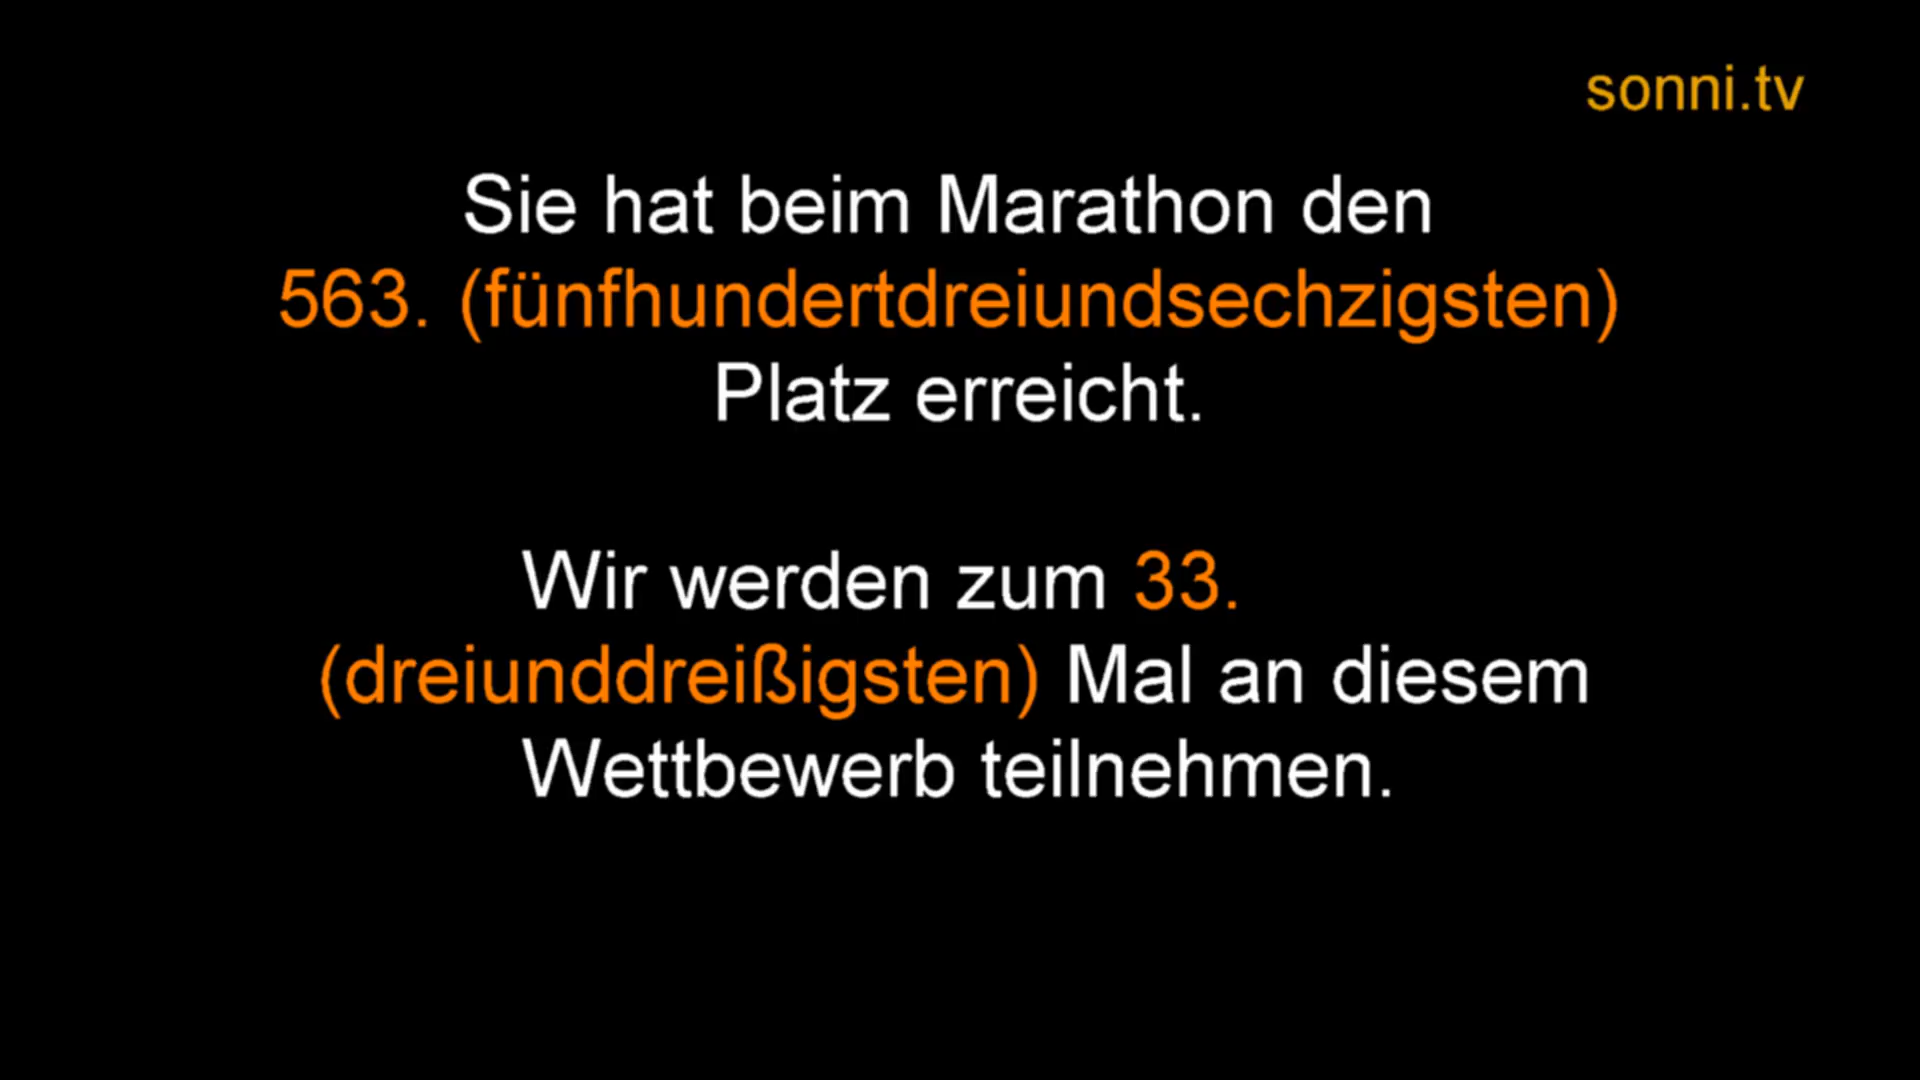 sonni.tv
Sie hat beim Marathon den
563. (fünfhundertdreiundsechzigsten)
Platz erreicht.
Wir werden zum 33.
(dreiunddreißigsten) Mal an diesem
Wettbewerb teilnehmen.